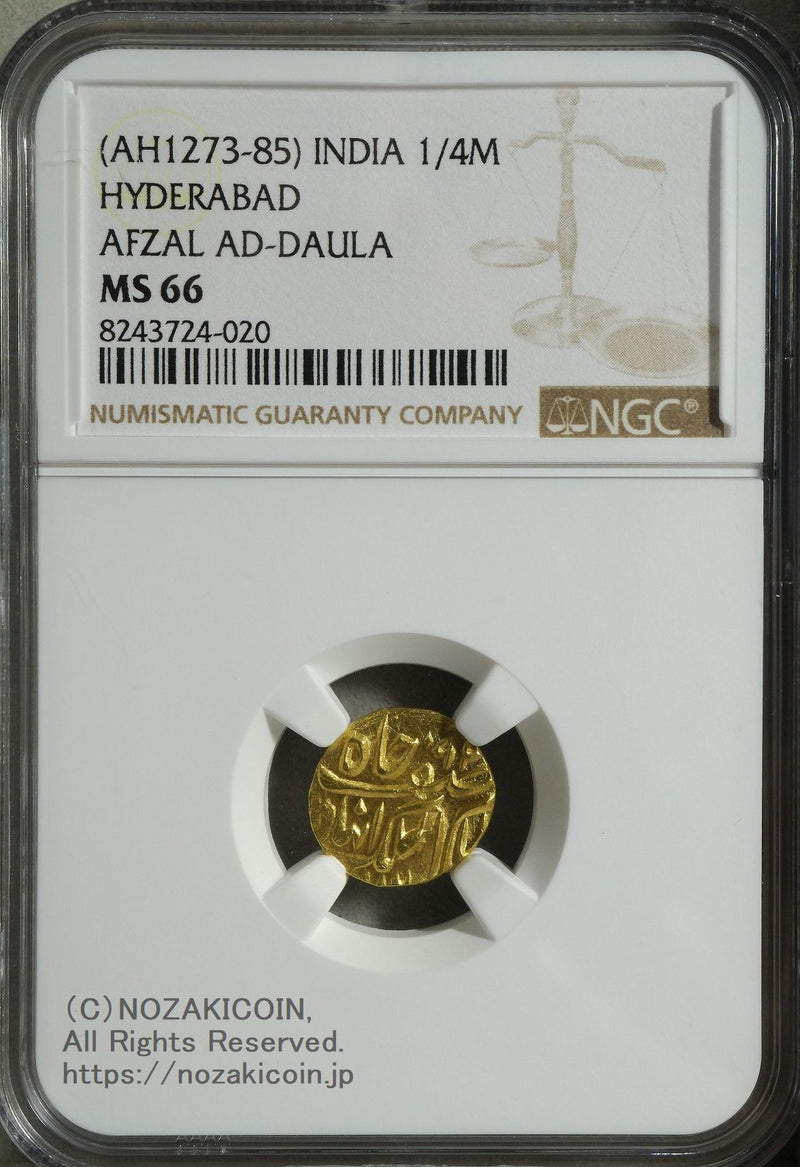 (AH1273-85) INDIA 1/4M
HYDERABAD
AFZAL AD-DAULA
MS 66
8243724-020
NUMISMATIC GUARANTY COMPANY
NGC®
(C)NOZAKICOIN,
All Rights Reserved.
https://nozakicoin.jp